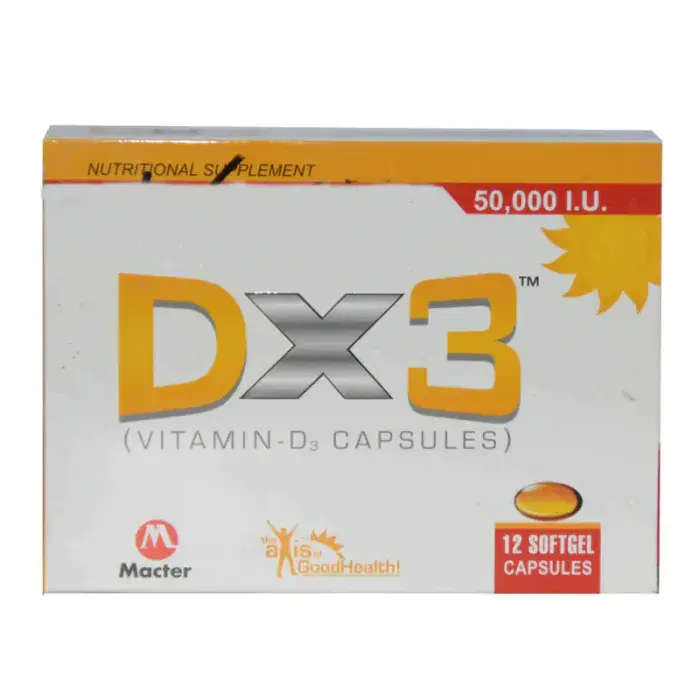 NUTRITIONAL SUPPLEMENT
50,000 I.U.
DX3™
(VITAMIN-D₃ CAPSULES)
12 SOFTGEL
CAPSULES
M
Macter
the axis of
GoodHealth!